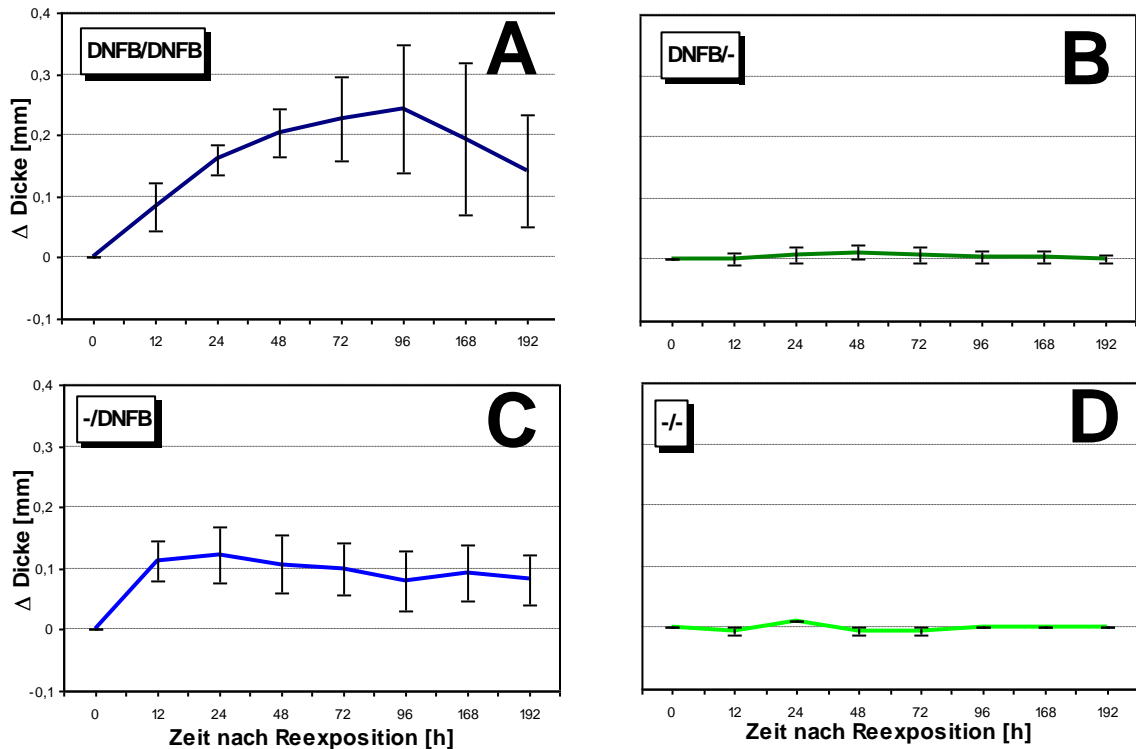 DNFB/DNFB
A
Δ Dicke [mm]
0,4
0,3
0,2
0,1
0
-0,1
0 12 24 48 72 96 168 192
DNFB/-
B
0 12 24 48 72 96 168 192
-/DNFB
C
Δ Dicke [mm]
0,4
0,3
0,2
0,1
0
-0,1
0 12 24 48 72 96 168 192
Zeit nach Reexposition [h]
-/-
D
0 12 24 48 72 96 168 192
Zeit nach Reexposition [h]